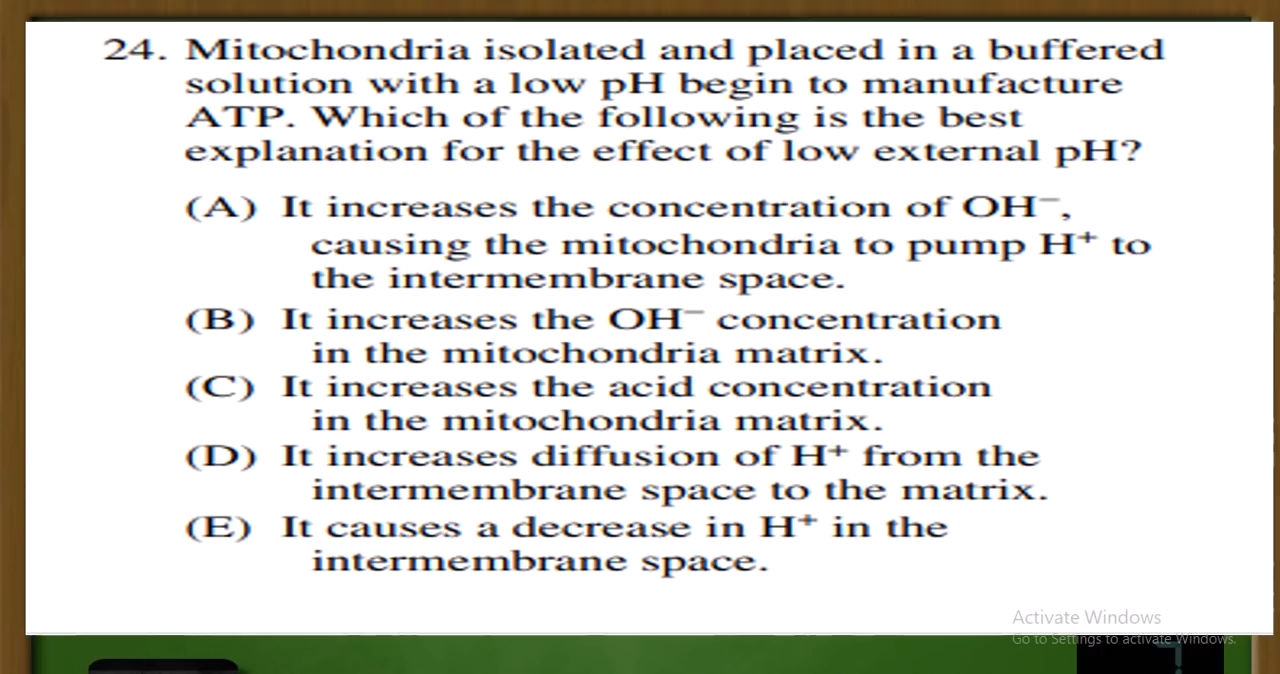 24. Mitochondria isolated and placed in a buffered
solution with a low pH begin to manufacture
ATP. Which of the following is the best
explanation for the effect of low external pH?
(A) It increases the concentration of OH⁻,
causing the mitochondria to pump H⁺ to
the intermembrane space.
(B) It increases the OH⁻ concentration
in the mitochondria matrix.
(C) It increases the acid concentration
in the mitochondria matrix.
(D) It increases diffusion of H⁺ from the
intermembrane space to the matrix.
(E) It causes a decrease in H⁺ in the
intermembrane space.
Activate Windows
Go to Settings to activate Windows.